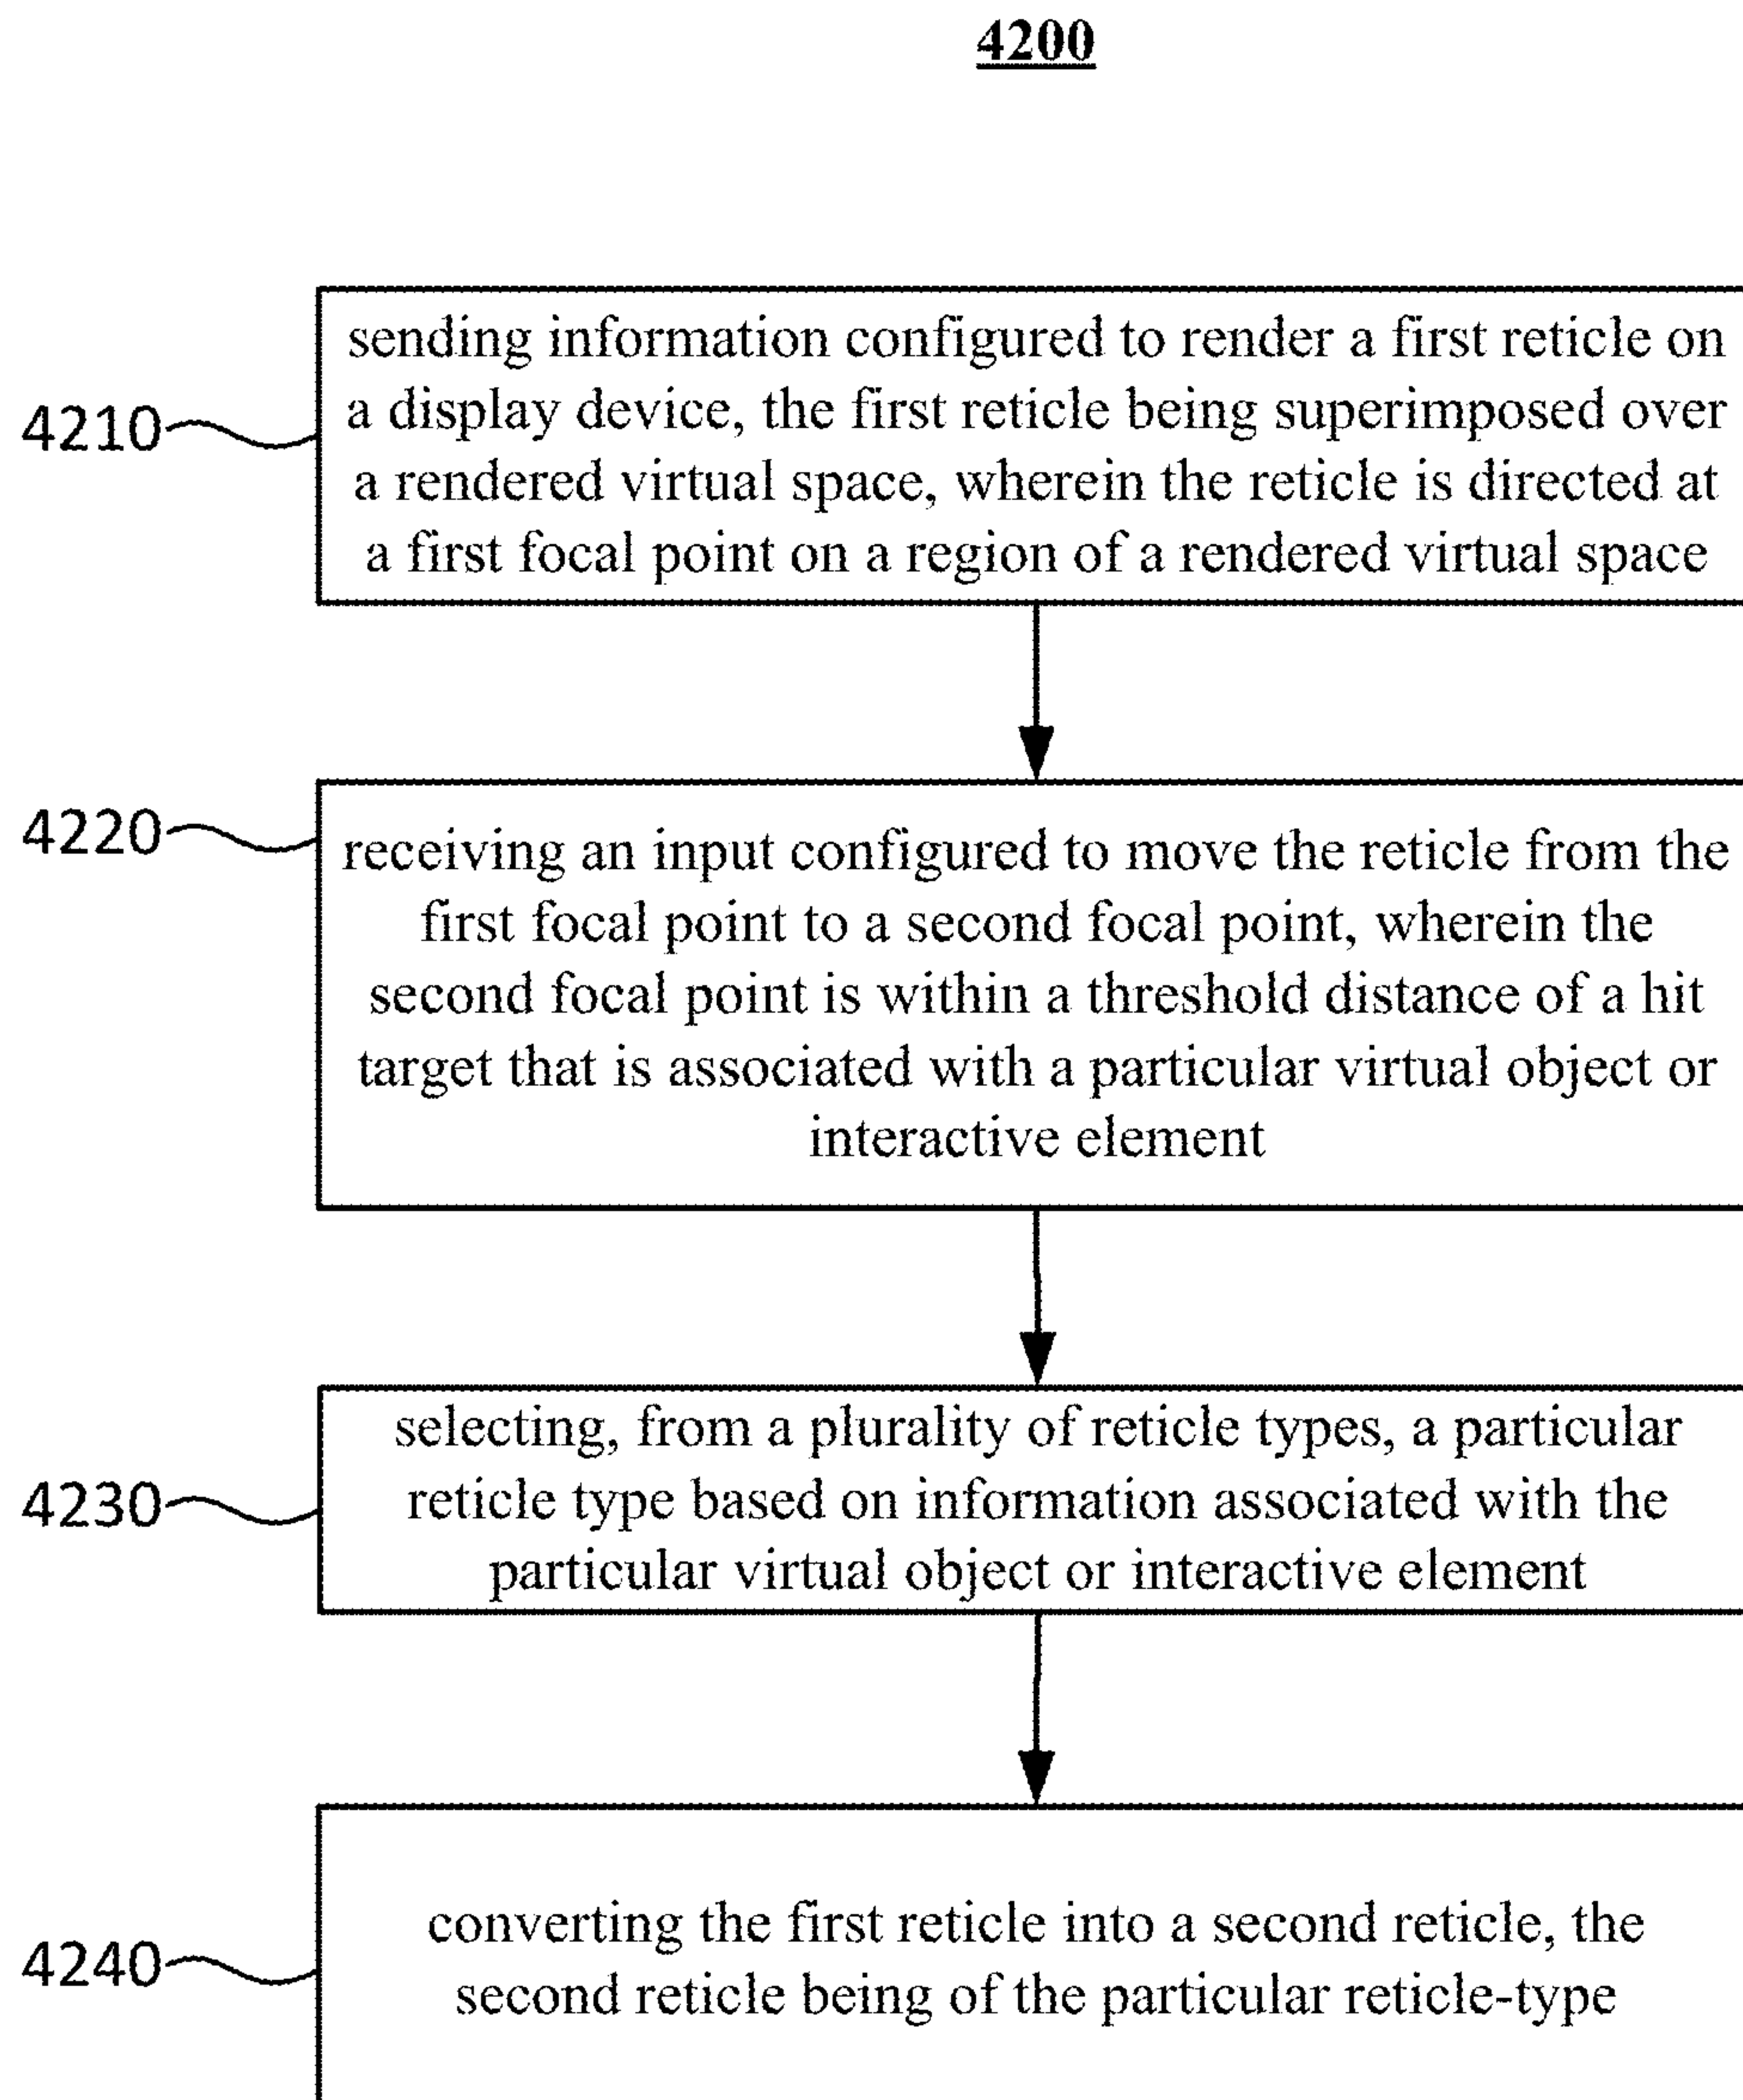 4200
sending information configured to render a first reticle on
a display device, the first reticle being superimposed over
a rendered virtual space, wherein the reticle is directed at
a first focal point on a region of a rendered virtual space
4210
4220
receiving an input configured to move the reticle from the
first focal point to a second focal point, wherein the
second focal point is within a threshold distance of a hit
target that is associated with a particular virtual object or
interactive element
selecting, from a plurality of reticle types, a particular
reticle type based on information associated with the
particular virtual object or interactive element
4230
converting the first reticle into a second reticle, the
second reticle being of the particular reticle-type
4240